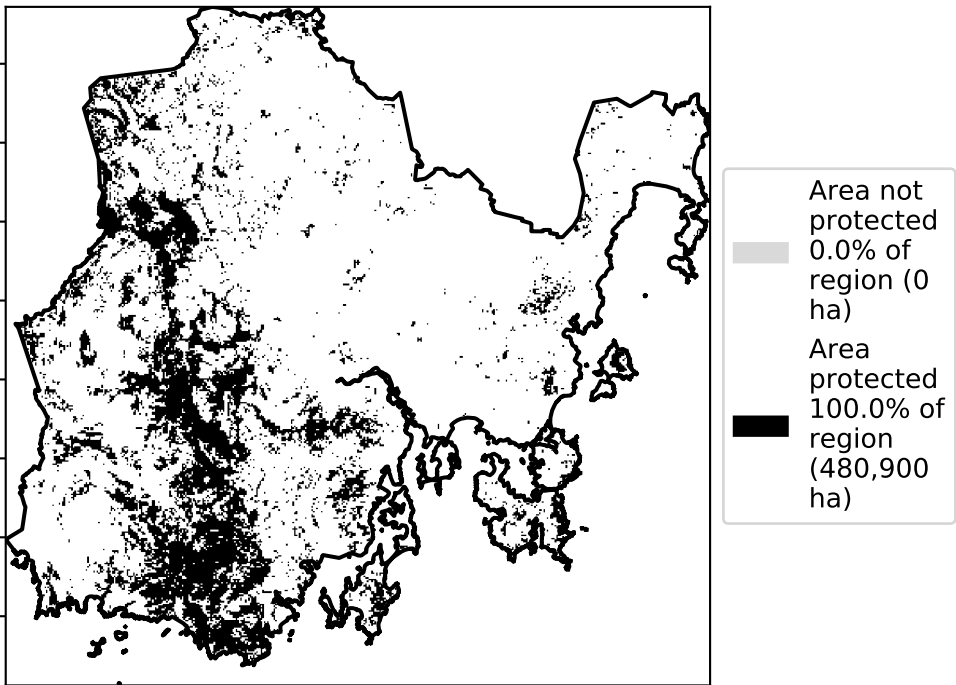 Area not
protected
0.0% of
region (0
ha)
Area
protected
100.0% of
region
(480,900
ha)